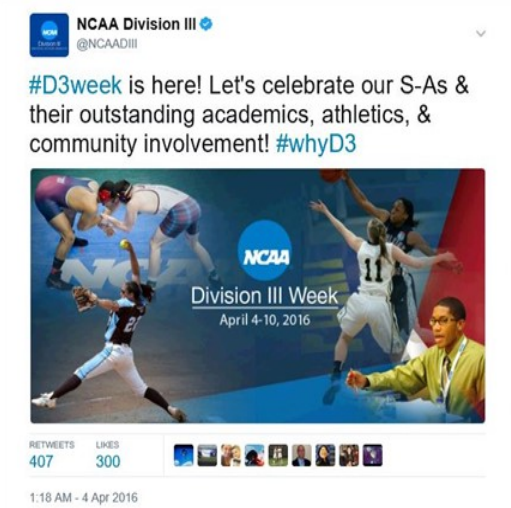 NCAA Division III
@NCAADIII
#D3week is here! Let's celebrate our S-As &
their outstanding academics, athletics, &
community involvement! #whyD3
NCAA
Division III Week
April 4-10, 2016
11
2
RETWEETS LIKES
407 300
1:18 AM - 4 Apr 2016